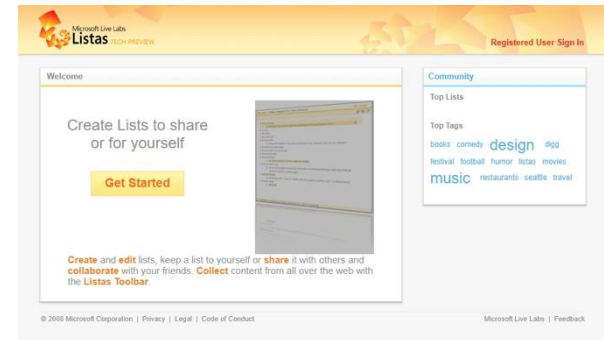 Microsoft Live Labs
Listas TECH PREVIEW
Registered User Sign In
Welcome
Create Lists to share
or for yourself
Get Started
Create and edit lists, keep a list to yourself or share it with others and
collaborate with your friends. Collect content from all over the web with
the Listas Toolbar.
Community
Top Lists
Top Tags
books comedy design digg
festival football humor listas movies
music restaurants seattle travel
© 2008 Microsoft Corporation | Privacy | Legal | Code of Conduct
Microsoft Live Labs | Feedback